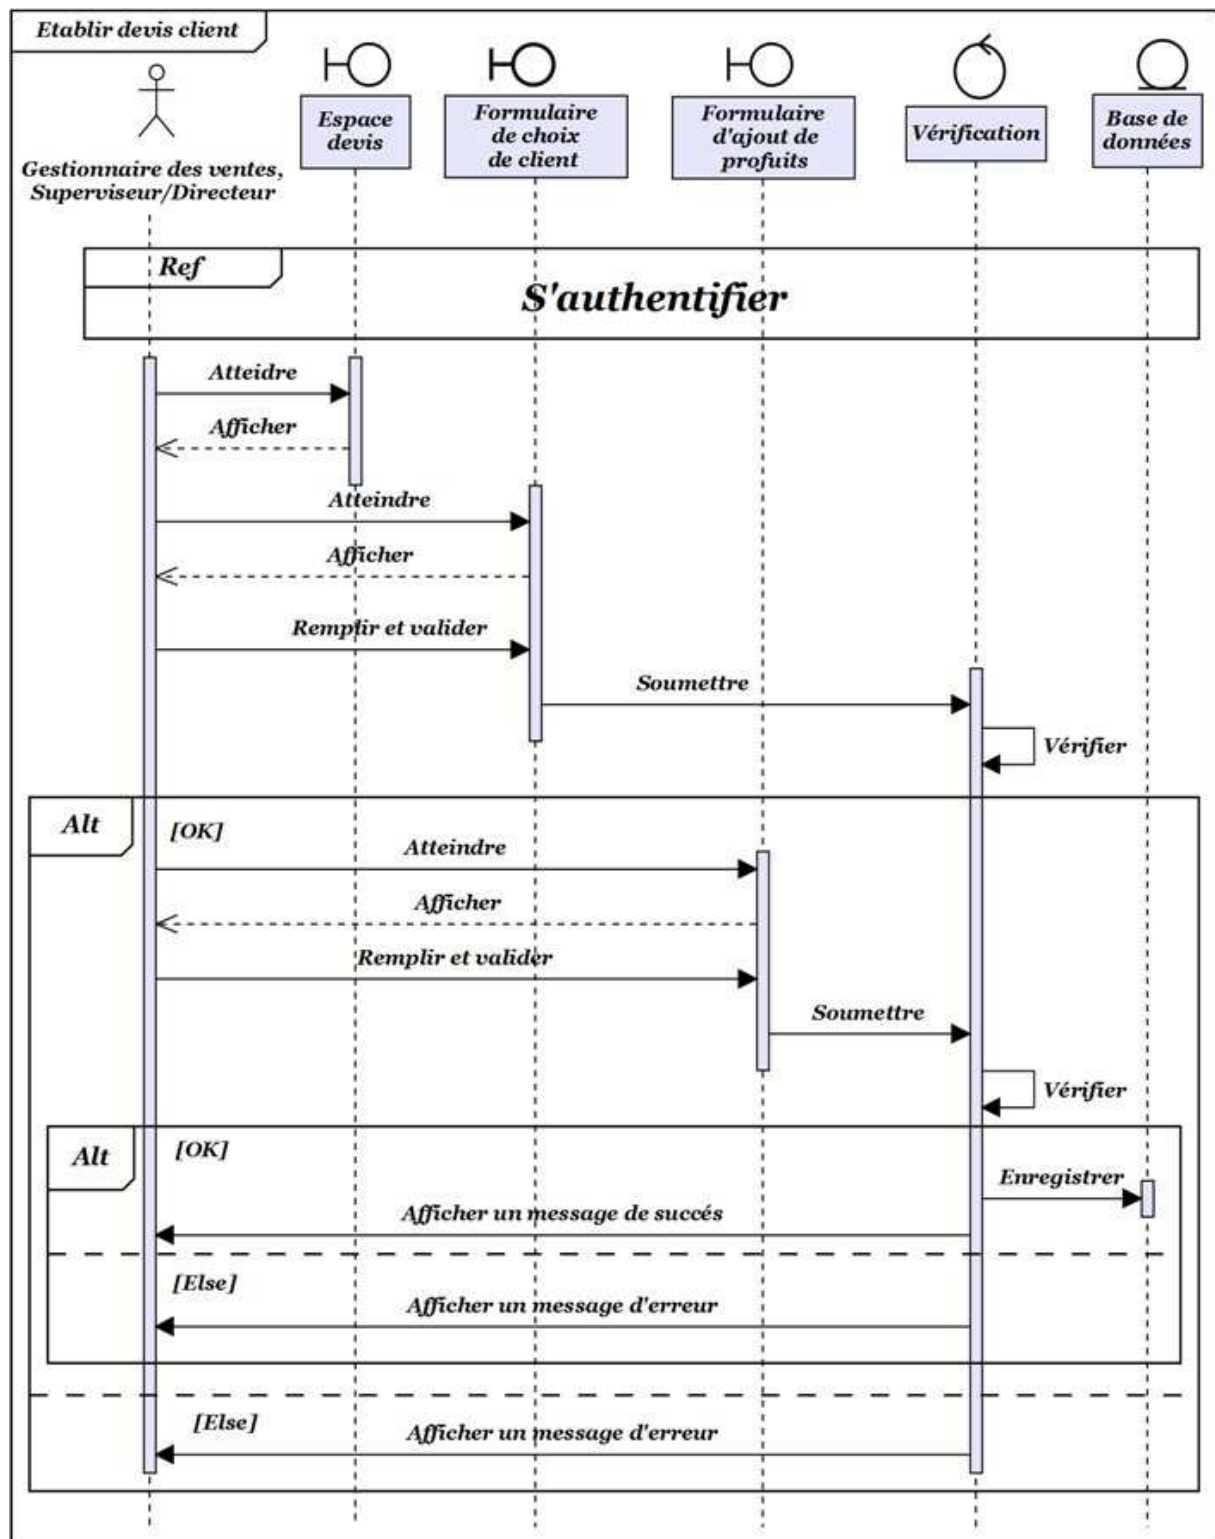 Etablir devis client
Gestionnaire des ventes,
Superviseur/Directeur
Espace
devis
Formulaire
de choix
de client
Formulaire
d'ajout de
profuits
Vérification
Base de
données
Ref
S'authentifier
Atteidre
Afficher
Atteindre
Afficher
Remplir et valider
Soumettre
Vérifier
Alt
[OK]
Atteindre
Afficher
Remplir et valider
Soumettre
Vérifier
Alt
[OK]
Enregistrer
Afficher un message de succés
[Else]
Afficher un message d'erreur
[Else]
Afficher un message d'erreur